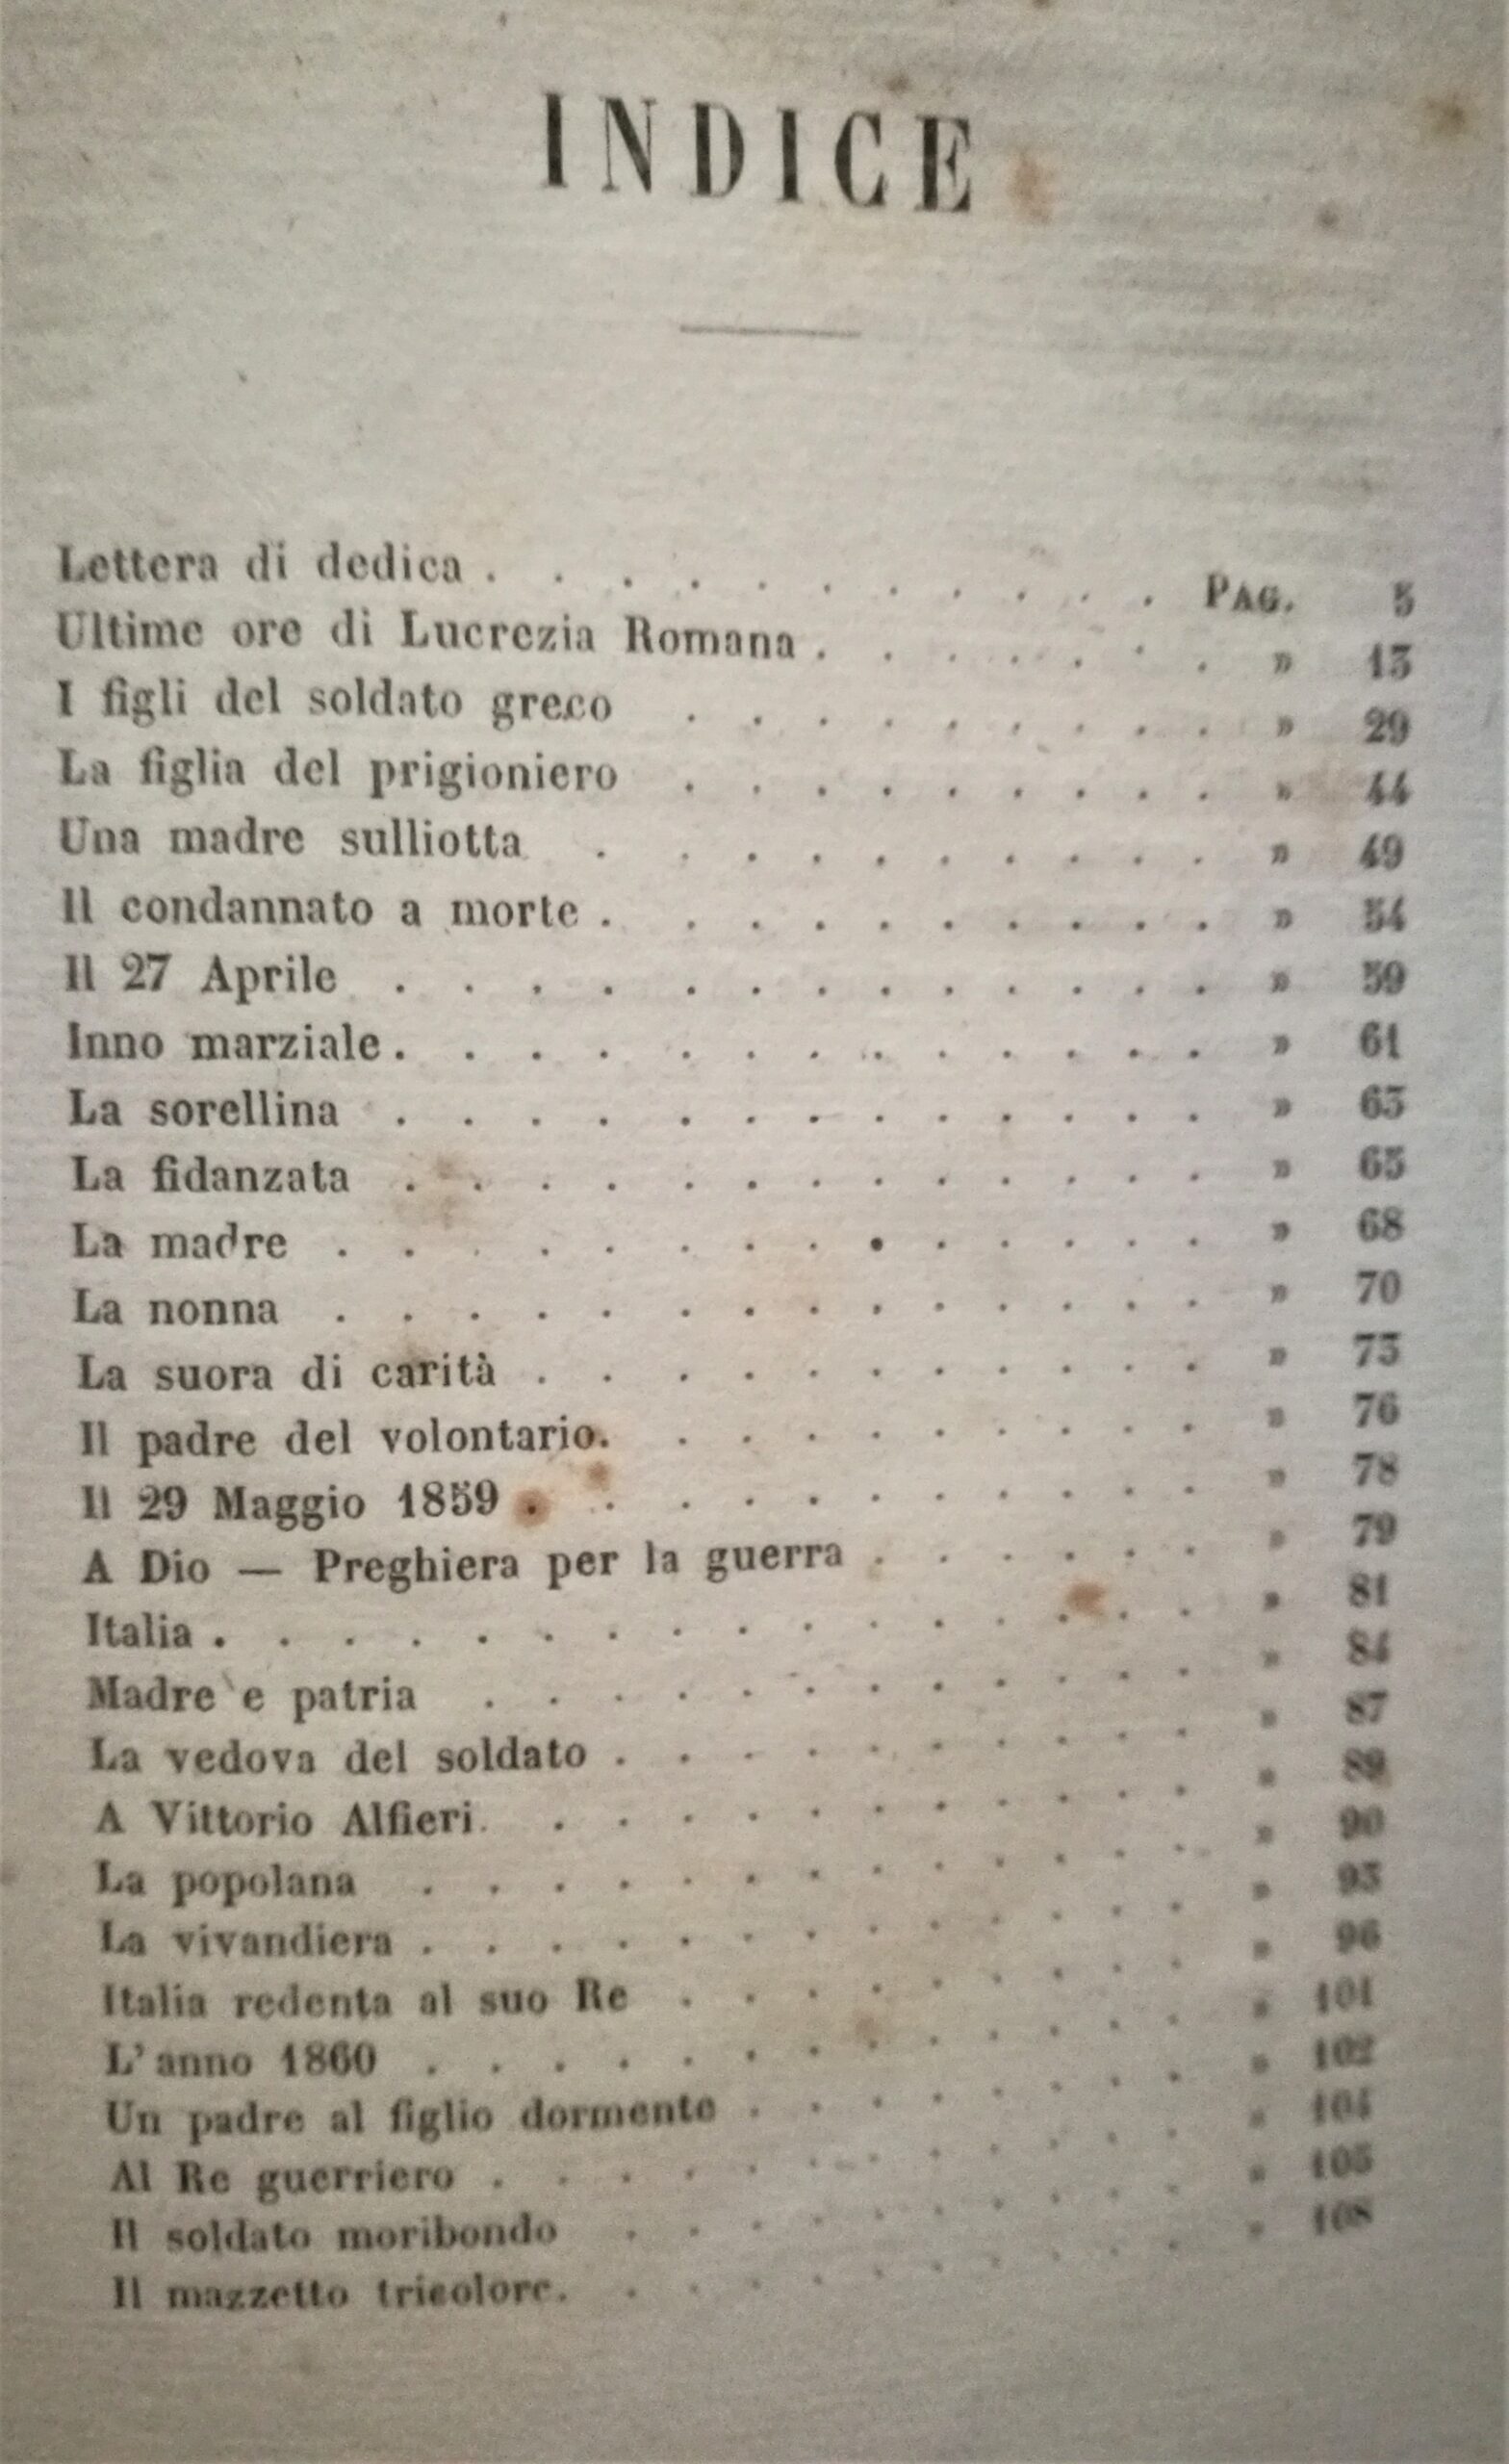 INDICE
Lettera di dedica . . . . . . . . . . . PAG. 5
Ultime ore di Lucrezia Romana . . . . . . . » 13
I figli del soldato greco . . . . . . . . . » 29
La figlia del prigioniero . . . . . . . . . » 44
Una madre sulliotta . . . . . . . . . . » 49
Il condannato a morte . . . . . . . . . . » 54
Il 27 Aprile . . . . . . . . . . . . . » 59
Inno marziale . . . . . . . . . . . . . » 61
La sorellina . . . . . . . . . . . . . » 63
La fidanzata . . . . . . . . . . . . . » 65
La madre . . . . . . . . . . . . . . » 68
La nonna . . . . . . . . . . . . . . » 70
La suora di carità . . . . . . . . . . . » 73
Il padre del volontario . . . . . . . . . . » 76
Il 29 Maggio 1859 . . . . . . . . . . . » 78
A Dio — Preghiera per la guerra . . . . . . » 79
Italia . . . . . . . . . . . . . . . . » 81
Madre e patria . . . . . . . . . . . . » 84
La vedova del soldato . . . . . . . . . . » 87
A Vittorio Alfieri . . . . . . . . . . . . » 89
La popolana . . . . . . . . . . . . . » 90
La vivandiera . . . . . . . . . . . . . » 93
Italia redenta al suo Re . . . . . . . . . » 96
L' anno 1860 . . . . . . . . . . . . . » 101
Un padre al figlio dormente . . . . . . . . » 102
Al Re guerriero . . . . . . . . . . . . » 104
Il soldato moribondo . . . . . . . . . . » 105
Il mazzetto tricolore . . . . . . . . . . » 108